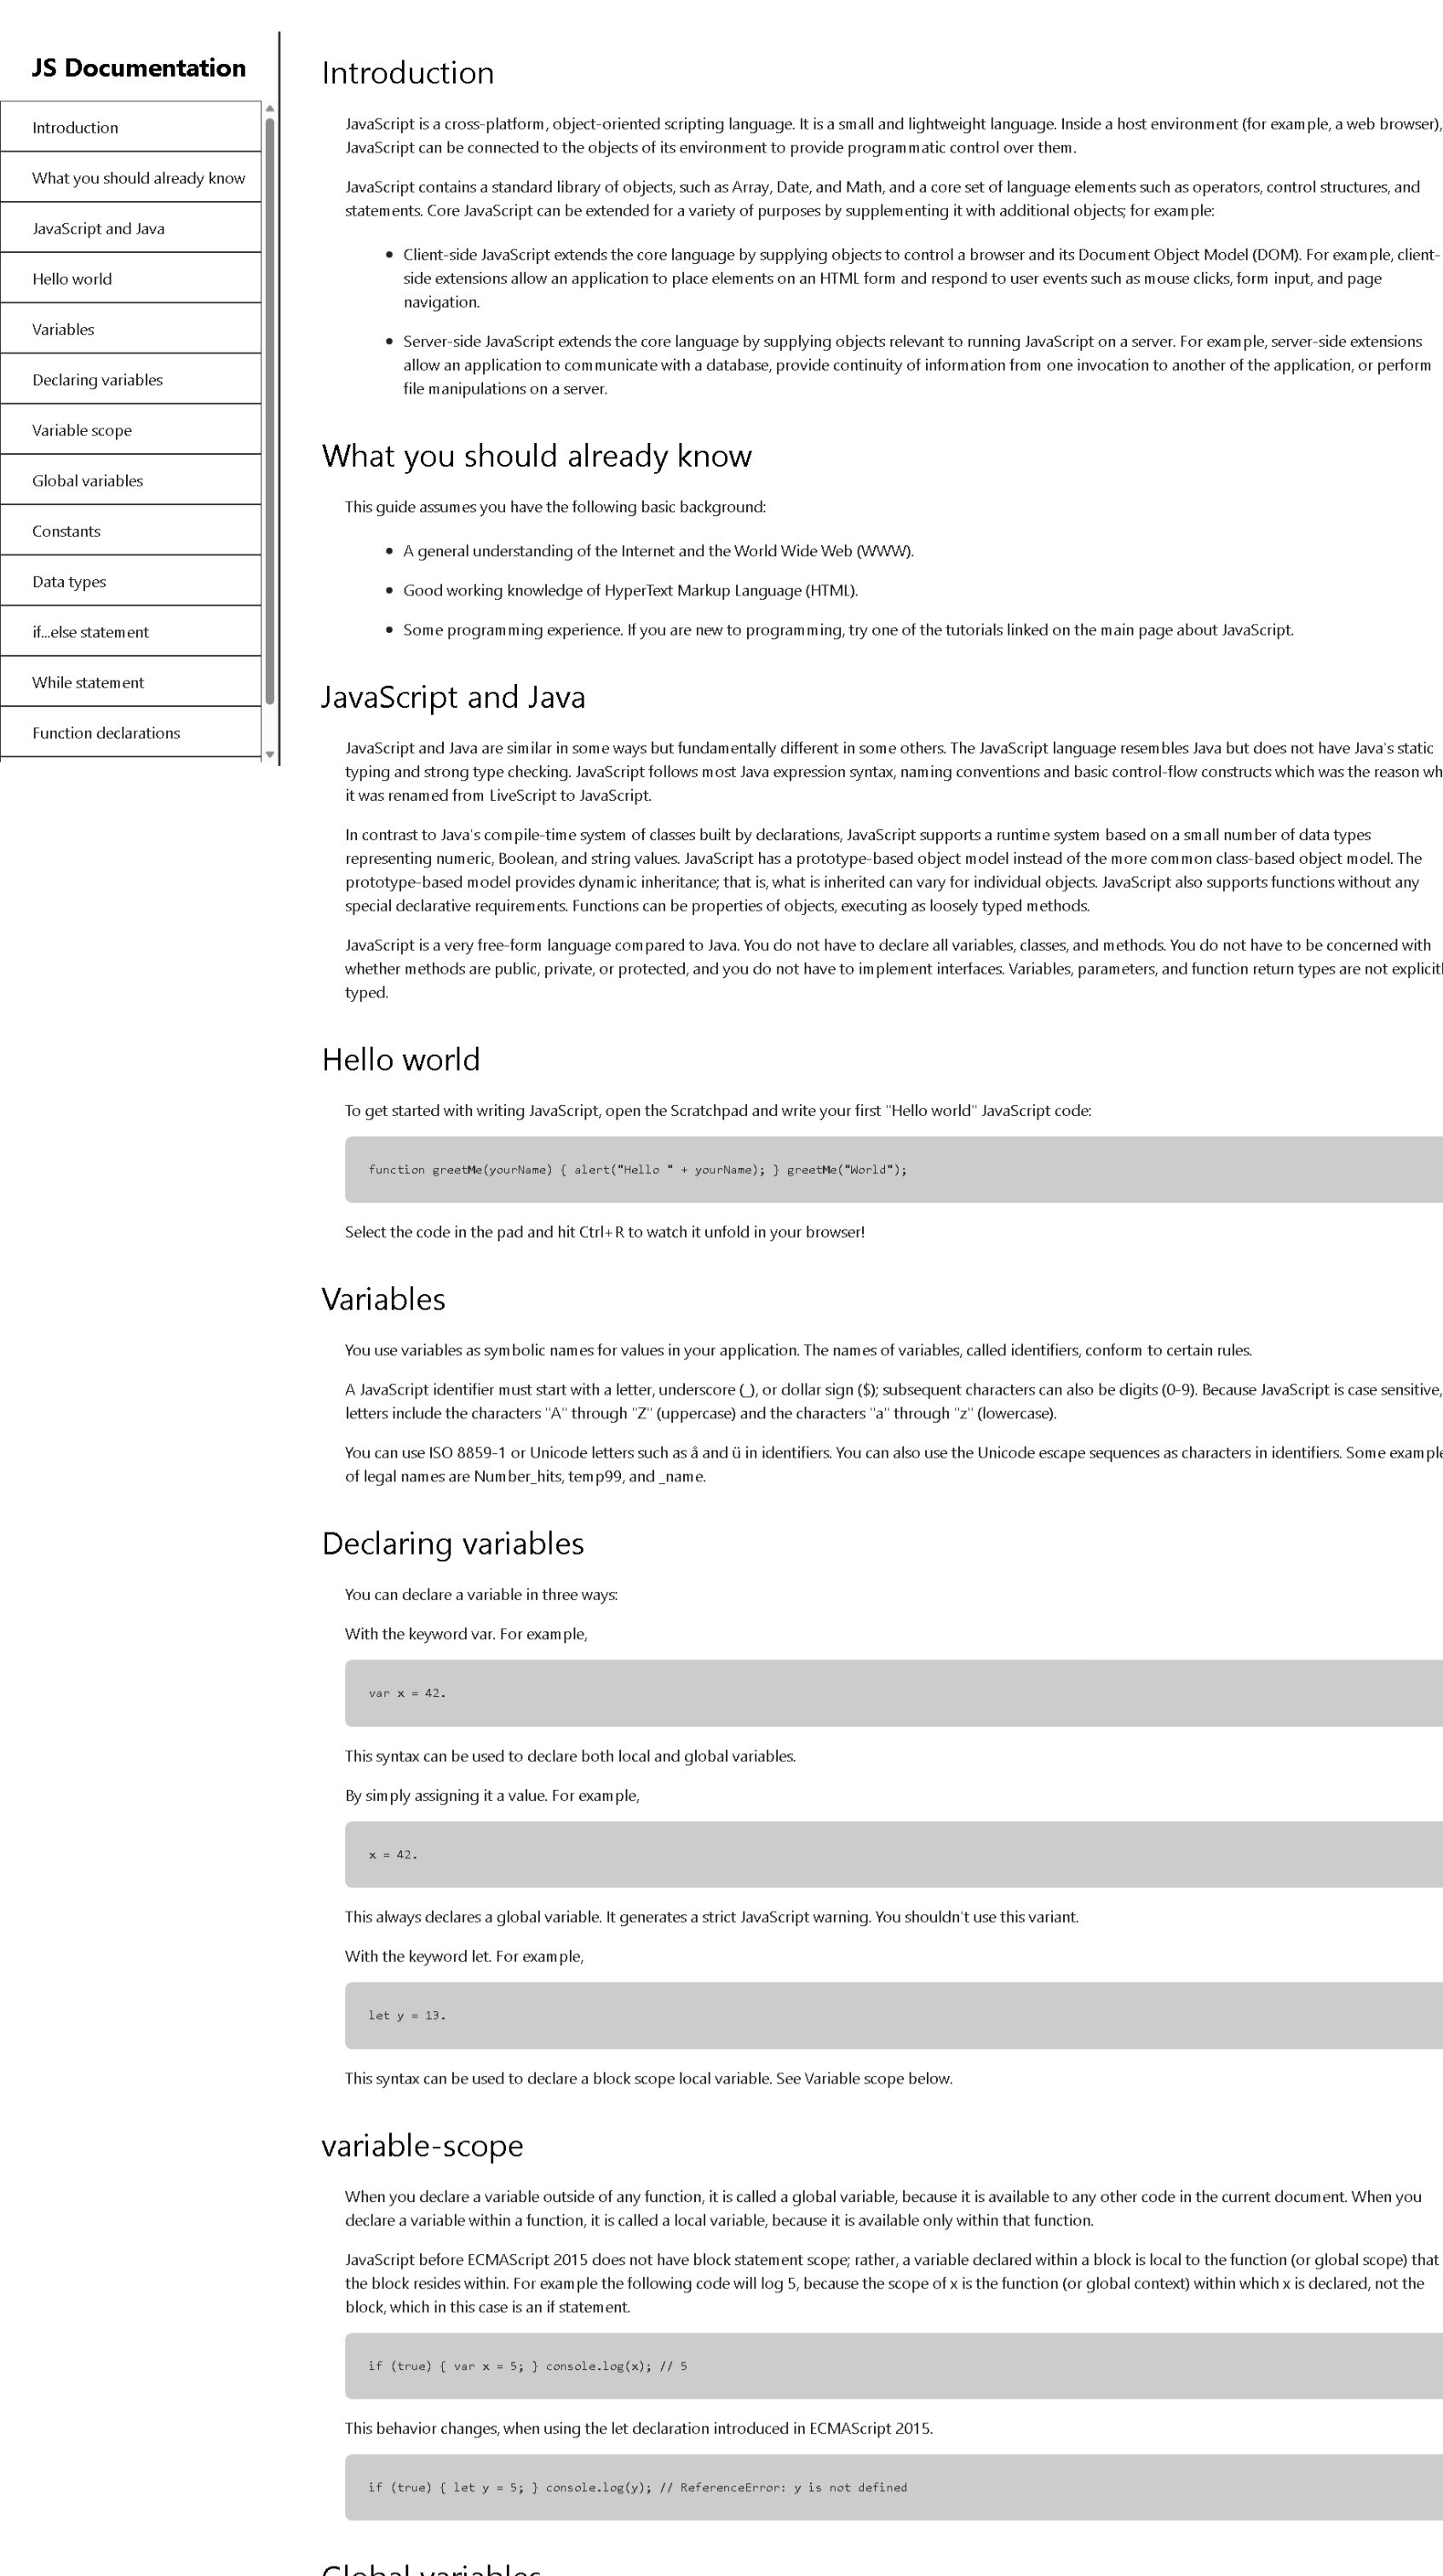 JS Documentation
Introduction
What you should already know
JavaScript and Java
Hello world
Variables
Declaring variables
Variable scope
Global variables
Constants
Data types
if...else statement
While statement
Function declarations
Introduction
JavaScript is a cross-platform, object-oriented scripting language. It is a small and lightweight language. Inside a host environment (for example, a web browser),
JavaScript can be connected to the objects of its environment to provide programmatic control over them.
JavaScript contains a standard library of objects, such as Array, Date, and Math, and a core set of language elements such as operators, control structures, and
statements. Core JavaScript can be extended for a variety of purposes by supplementing it with additional objects; for example:
• Client-side JavaScript extends the core language by supplying objects to control a browser and its Document Object Model (DOM). For example, client-
side extensions allow an application to place elements on an HTML form and respond to user events such as mouse clicks, form input, and page
navigation.
• Server-side JavaScript extends the core language by supplying objects relevant to running JavaScript on a server. For example, server-side extensions
allow an application to communicate with a database, provide continuity of information from one invocation to another of the application, or perform
file manipulations on a server.
What you should already know
This guide assumes you have the following basic background:
• A general understanding of the Internet and the World Wide Web (WWW).
• Good working knowledge of HyperText Markup Language (HTML).
• Some programming experience. If you are new to programming, try one of the tutorials linked on the main page about JavaScript.
JavaScript and Java
JavaScript and Java are similar in some ways but fundamentally different in some others. The JavaScript language resembles Java but does not have Java's static
typing and strong type checking. JavaScript follows most Java expression syntax, naming conventions and basic control-flow constructs which was the reason wh
it was renamed from LiveScript to JavaScript.
In contrast to Java's compile-time system of classes built by declarations, JavaScript supports a runtime system based on a small number of data types
representing numeric, Boolean, and string values. JavaScript has a prototype-based object model instead of the more common class-based object model. The
prototype-based model provides dynamic inheritance; that is, what is inherited can vary for individual objects. JavaScript also supports functions without any
special declarative requirements. Functions can be properties of objects, executing as loosely typed methods.
JavaScript is a very free-form language compared to Java. You do not have to declare all variables, classes, and methods. You do not have to be concerned with
whether methods are public, private, or protected, and you do not have to implement interfaces. Variables, parameters, and function return types are not explicitl
typed.
Hello world
To get started with writing JavaScript, open the Scratchpad and write your first "Hello world" JavaScript code:
function greetMe(yourName) { alert("Hello " + yourName); } greetMe("World");
Select the code in the pad and hit Ctrl+R to watch it unfold in your browser!
Variables
You use variables as symbolic names for values in your application. The names of variables, called identifiers, conform to certain rules.
A JavaScript identifier must start with a letter, underscore (_), or dollar sign ($); subsequent characters can also be digits (0-9). Because JavaScript is case sensitive,
letters include the characters "A" through "Z" (uppercase) and the characters "a" through "z" (lowercase).
You can use ISO 8859-1 or Unicode letters such as å and ü in identifiers. You can also use the Unicode escape sequences as characters in identifiers. Some example
of legal names are Number_hits, temp99, and _name.
Declaring variables
You can declare a variable in three ways:
With the keyword var. For example,
var x = 42.
This syntax can be used to declare both local and global variables.
By simply assigning it a value. For example,
x = 42.
This always declares a global variable. It generates a strict JavaScript warning. You shouldn't use this variant.
With the keyword let. For example,
let y = 13.
This syntax can be used to declare a block scope local variable. See Variable scope below.
variable-scope
When you declare a variable outside of any function, it is called a global variable, because it is available to any other code in the current document. When you
declare a variable within a function, it is called a local variable, because it is available only within that function.
JavaScript before ECMAScript 2015 does not have block statement scope; rather, a variable declared within a block is local to the function (or global scope) that
the block resides within. For example the following code will log 5, because the scope of x is the function (or global context) within which x is declared, not the
block, which in this case is an if statement.
if (true) { var x = 5; } console.log(x); // 5
This behavior changes, when using the let declaration introduced in ECMAScript 2015.
if (true) { let y = 5; } console.log(y); // ReferenceError: y is not defined
Global variables